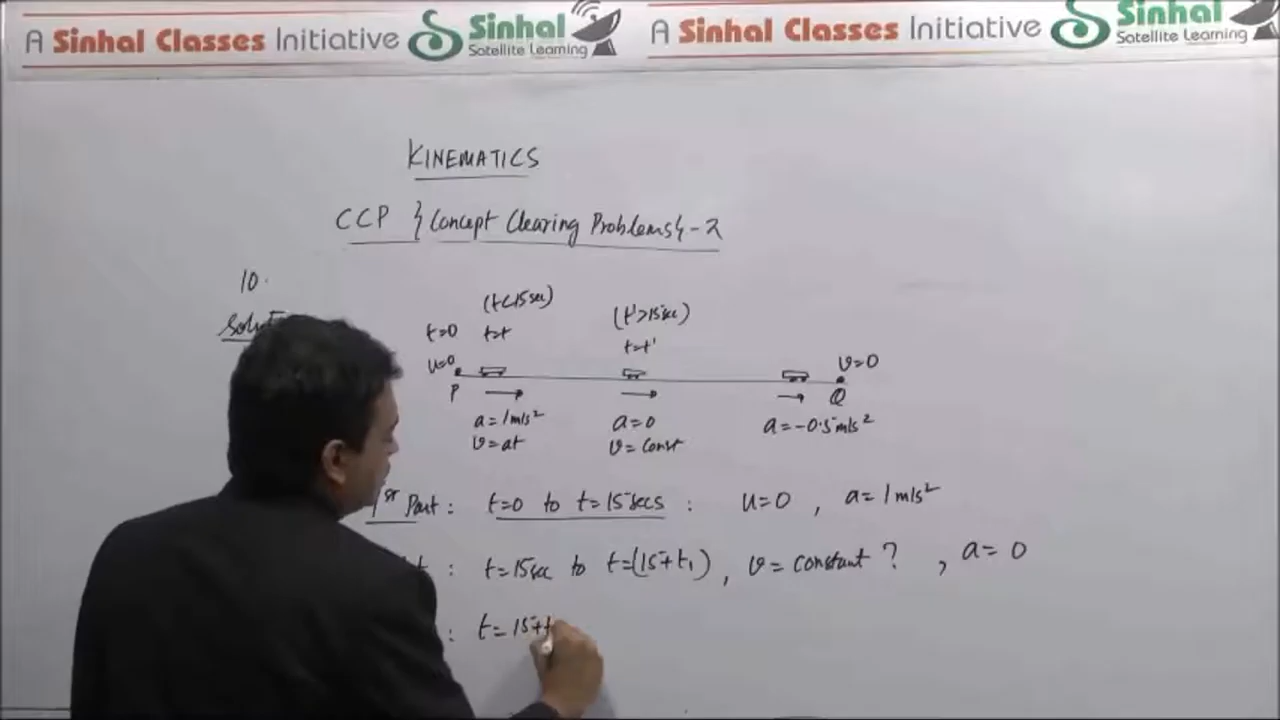 A Sinhal Classes Initiative Sinhal Satellite Learning A Sinhal Classes Initiative Sinhal Satellite Learning
KINEMATICS
CCP {Concept Clearing Problems}-2
10.
(t<15sec) (t'>15sec)
t=0 t=t t=t'
u=0 v=0
P Q
a=1m/s² a=0 a=-0.5m/s²
v=at v=const
1st Part: t=0 to t=15secs : u=0, a=1m/s²
: t=15sec to t=(15+t₁), v=constant?, a=0
: t=15+